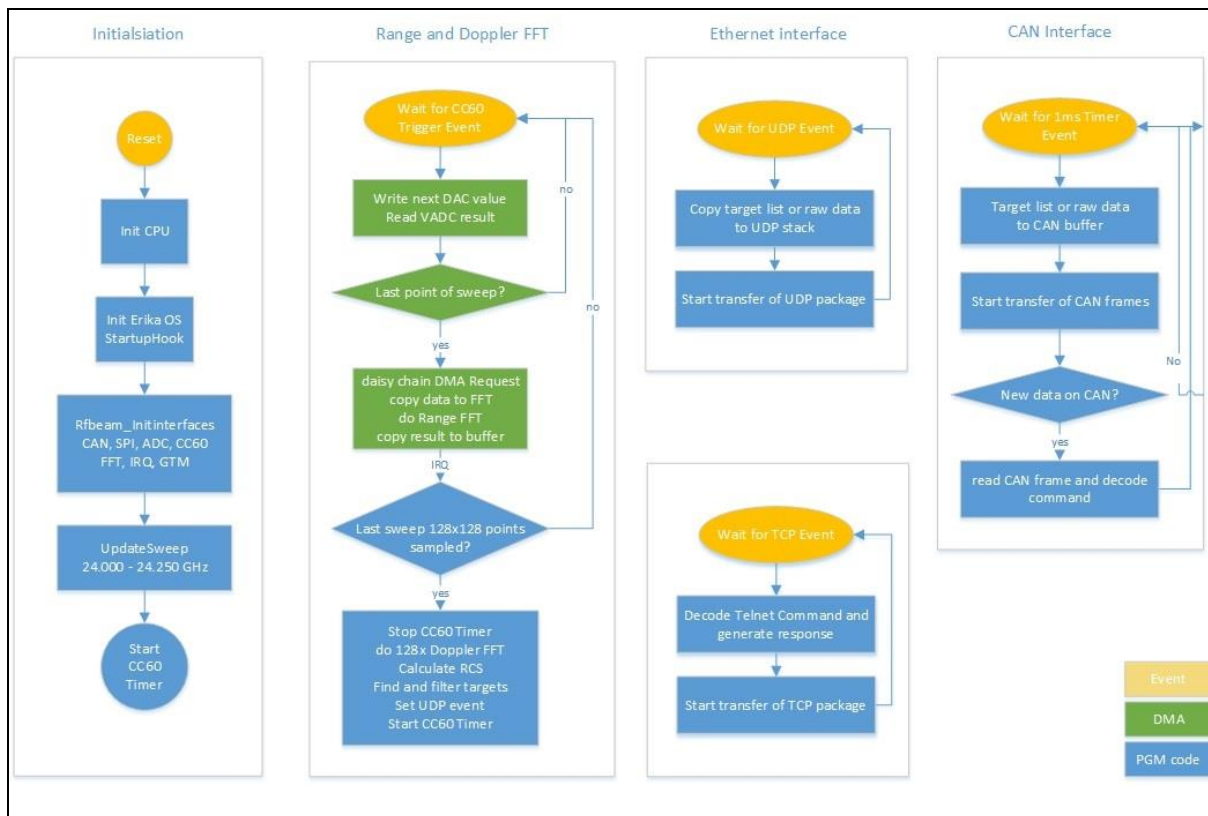 Initialsiation
Reset
Init CPU
Init Erika OS
StartupHook
Rfbeam_Initinterfaces
CAN, SPI, ADC, CC60
FFT, IRQ, GTM
UpdateSweep
24.000 - 24.250 GHz
Start
CC60
Timer
Range and Doppler FFT
Wait for CC60
Trigger Event
no
Write next DAC value
Read VADC result
Last point of sweep?
no
yes
daisy chain DMA Request
copy data to FFT
do Range FFT
copy result to buffer
IRQ
Last sweep 128x128 points
sampled?
yes
Stop CC60 Timer
do 128x Doppler FFT
Calculate RCS
Find and filter targets
Set UDP event
Start CC60 Timer
Ethernet interface
Wait for UDP Event
Copy target list or raw data
to UDP stack
Start transfer of UDP package
Wait for TCP Event
Decode Telnet Command and
generate response
Start transfer of TCP package
CAN Interface
Wait for 1ms Timer
Event
Target list or raw data
to CAN buffer
Start transfer of CAN frames
No
New data on CAN?
yes
read CAN frame and decode
command
Event
DMA
PGM code